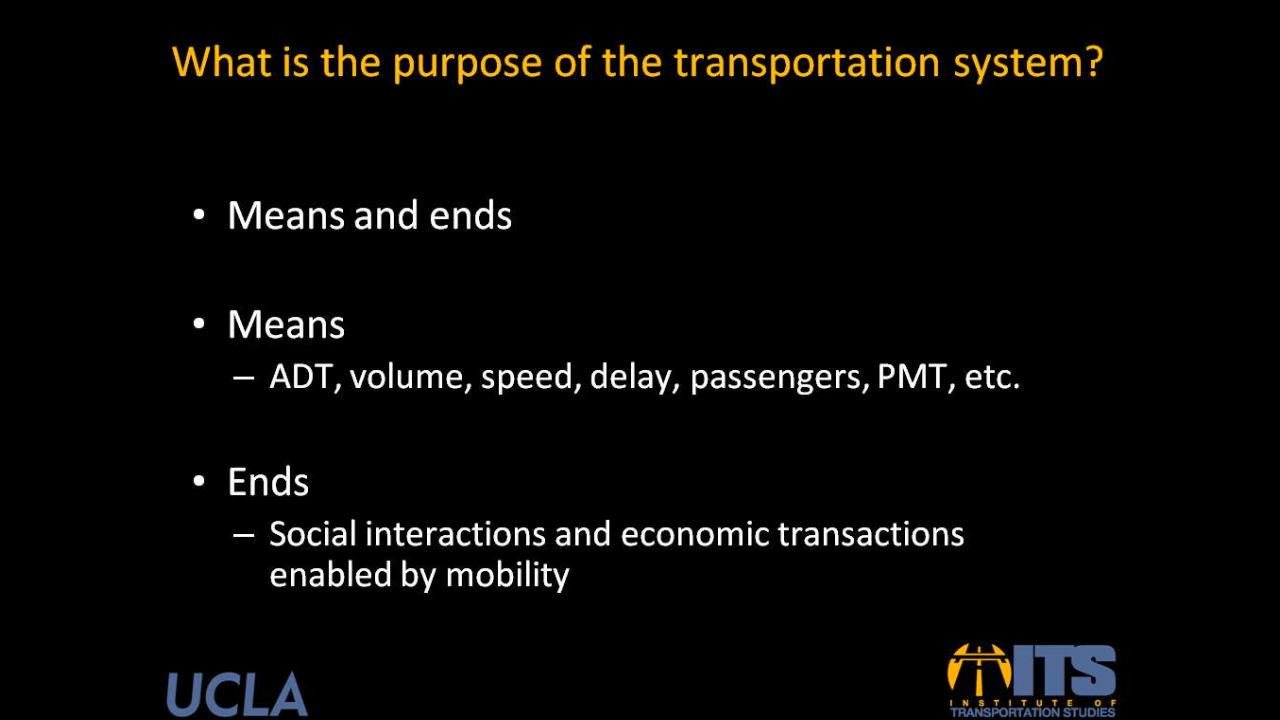 What is the purpose of the transportation system?
• Means and ends
• Means
– ADT, volume, speed, delay, passengers, PMT, etc.
• Ends
– Social interactions and economic transactions
enabled by mobility
UCLA
ITS
INSTITUTE OF
TRANSPORTATION STUDIES